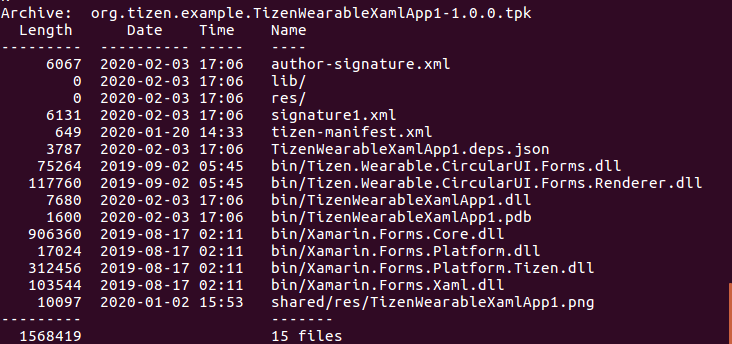 Archive:  org.tizen.example.TizenWearableXamlApp1-1.0.0.tpk
  Length      Date    Time    Name
---------  ---------- -----   ----
     6067  2020-02-03 17:06   author-signature.xml
        0  2020-02-03 17:06   lib/
        0  2020-02-03 17:06   res/
     6131  2020-02-03 17:06   signature1.xml
      649  2020-01-20 14:33   tizen-manifest.xml
     3787  2020-02-03 17:06   TizenWearableXamlApp1.deps.json
    75264  2019-09-02 05:45   bin/Tizen.Wearable.CircularUI.Forms.dll
   117760  2019-09-02 05:45   bin/Tizen.Wearable.CircularUI.Forms.Renderer.dll
     7680  2020-02-03 17:06   bin/TizenWearableXamlApp1.dll
     1600  2020-02-03 17:06   bin/TizenWearableXamlApp1.pdb
   906360  2019-08-17 02:11   bin/Xamarin.Forms.Core.dll
    17024  2019-08-17 02:11   bin/Xamarin.Forms.Platform.dll
   312456  2019-08-17 02:11   bin/Xamarin.Forms.Platform.Tizen.dll
   103544  2019-08-17 02:11   bin/Xamarin.Forms.Xaml.dll
    10097  2020-01-02 15:53   shared/res/TizenWearableXamlApp1.png
---------                     -------
  1568419                     15 files